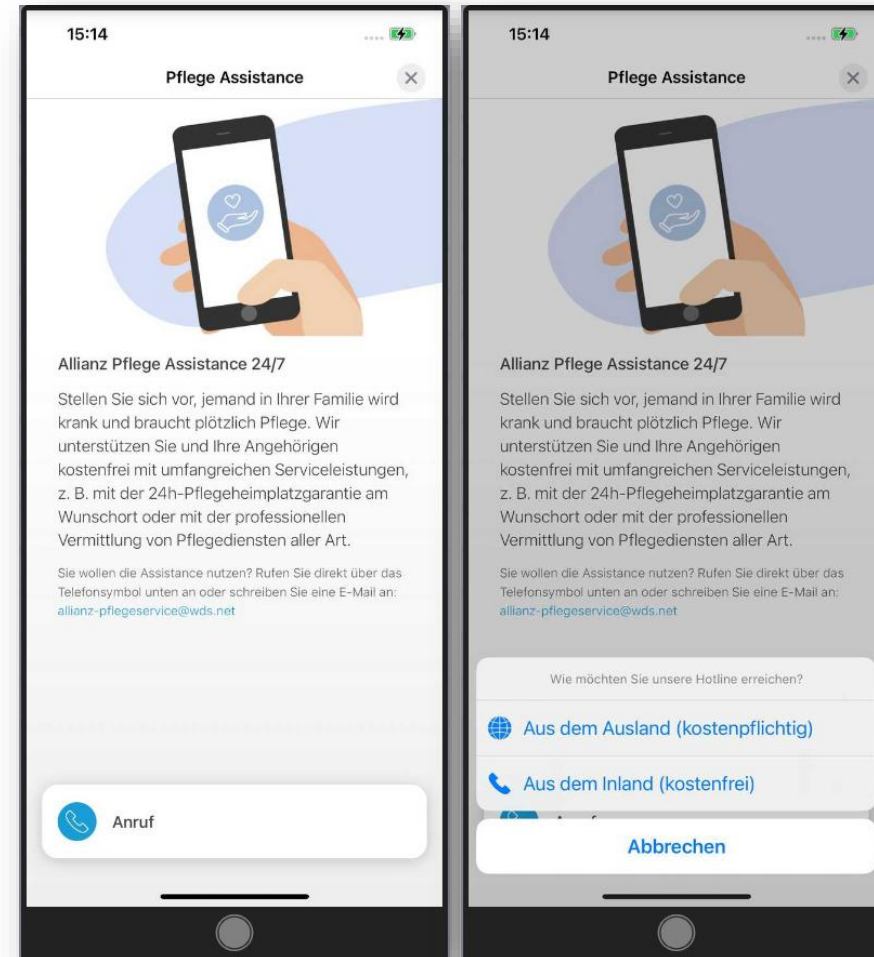 15:14
Pflege Assistance
Allianz Pflege Assistance 24/7
Stellen Sie sich vor, jemand in Ihrer Familie wird
krank und braucht plötzlich Pflege. Wir
unterstützen Sie und Ihre Angehörigen
kostenfrei mit umfangreichen Serviceleistungen,
z. B. mit der 24h-Pflegeheimplatzgarantie am
Wunschort oder mit der professionellen
Vermittlung von Pflegediensten aller Art.
Sie wollen die Assistance nutzen? Rufen Sie direkt über das
Telefonsymbol unten an oder schreiben Sie eine E-Mail an:
allianz-pflegeservice@wds.net
Anruf
15:14
Pflege Assistance
Allianz Pflege Assistance 24/7
Stellen Sie sich vor, jemand in Ihrer Familie wird
krank und braucht plötzlich Pflege. Wir
unterstützen Sie und Ihre Angehörigen
kostenfrei mit umfangreichen Serviceleistungen,
z. B. mit der 24h-Pflegeheimplatzgarantie am
Wunschort oder mit der professionellen
Vermittlung von Pflegediensten aller Art.
Sie wollen die Assistance nutzen? Rufen Sie direkt über das
Telefonsymbol unten an oder schreiben Sie eine E-Mail an:
allianz-pflegeservice@wds.net
Wie möchten Sie unsere Hotline erreichen?
Aus dem Ausland (kostenpflichtig)
Aus dem Inland (kostenfrei)
Abbrechen